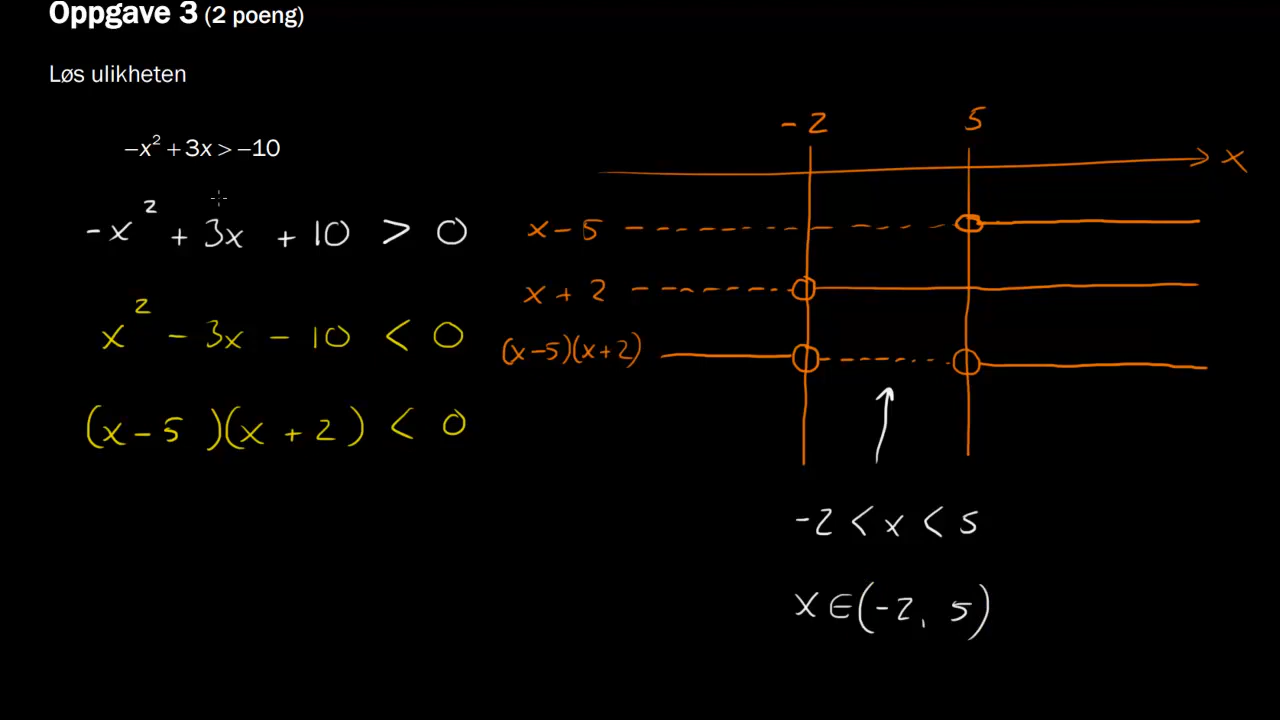 Oppgave 3 (2 poeng)
Løs ulikheten
−x² + 3x > −10
-x² + 3x + 10 > 0
x² - 3x - 10 < 0
(x - 5)(x + 2) < 0
-2 5
x
x - 5
x + 2
(x-5)(x+2)
-2 < x < 5
x ∈ (-2, 5)